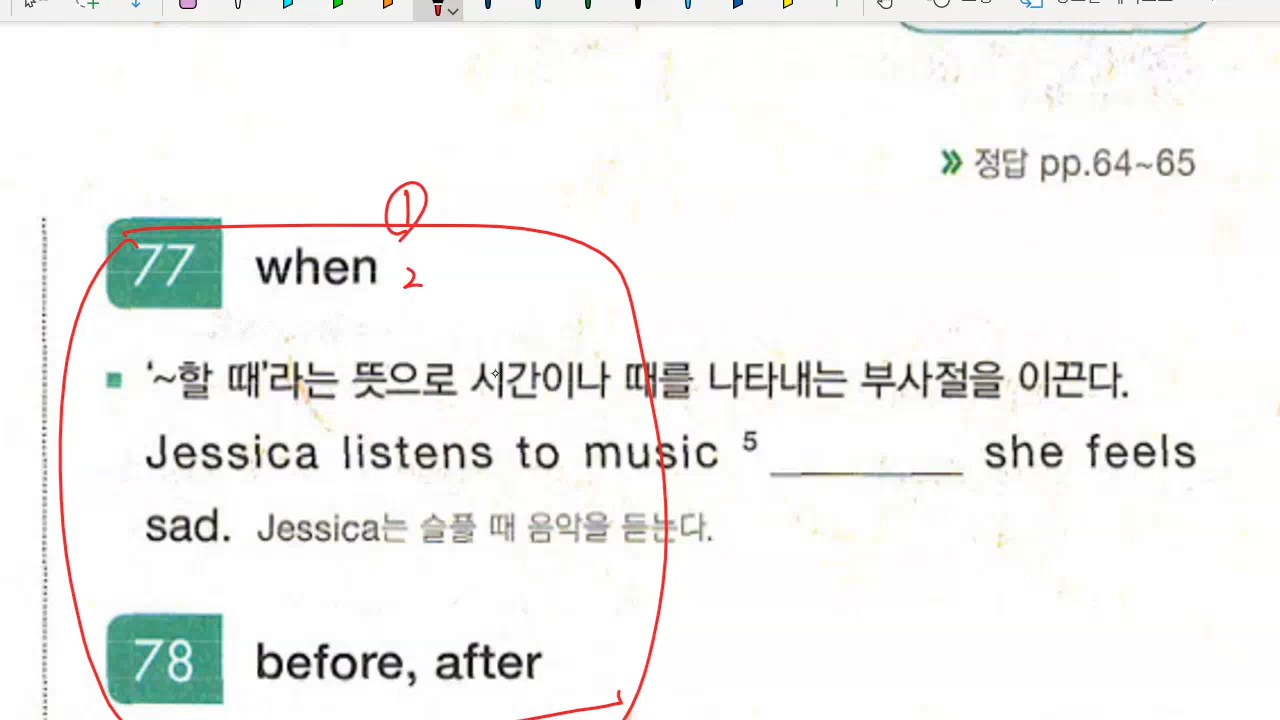 » 정답 pp.64~65
①
77 when
2
'~할 때'라는 뜻으로 시간이나 때를 나타내는 부사절을 이끈다.
Jessica listens to music 5 ________ she feels
sad. Jessica는 슬플 때 음악을 듣는다.
78 before, after